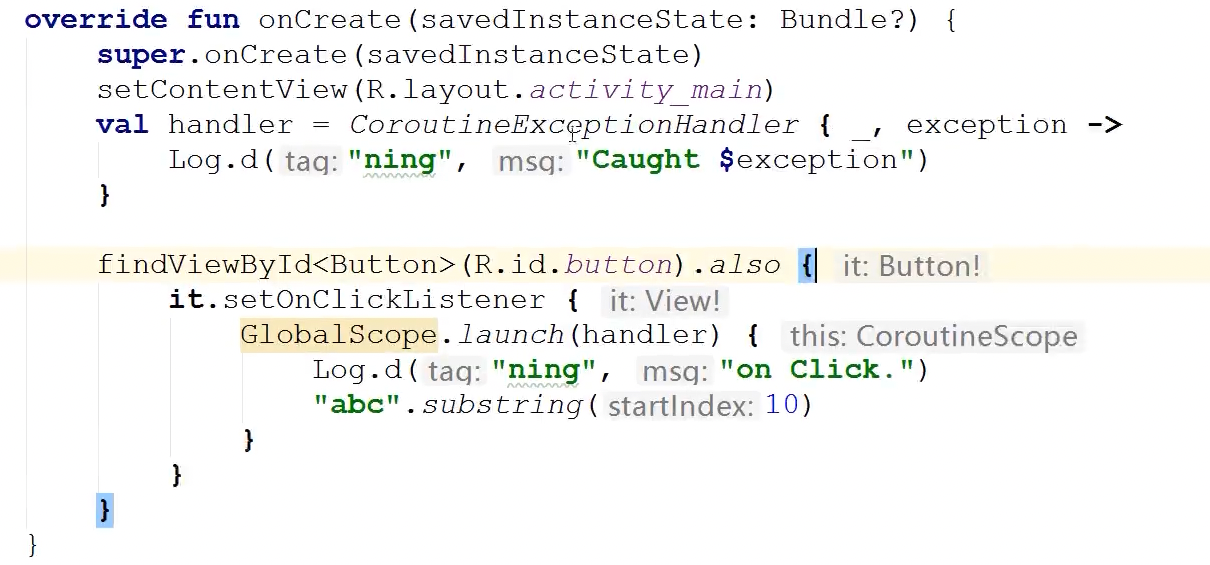 override fun onCreate(savedInstanceState: Bundle?) {
    super.onCreate(savedInstanceState)
    setContentView(R.layout.activity_main)
    val handler = CoroutineExceptionHandler { _, exception ->
        Log.d( tag: "ning",  msg: "Caught $exception")
    }

    findViewById<Button>(R.id.button).also { it: Button!
        it.setOnClickListener { it: View!
            GlobalScope.launch(handler) { this: CoroutineScope
                Log.d( tag: "ning",  msg: "on Click.")
                "abc".substring( startIndex: 10)
            }
        }
    }
}